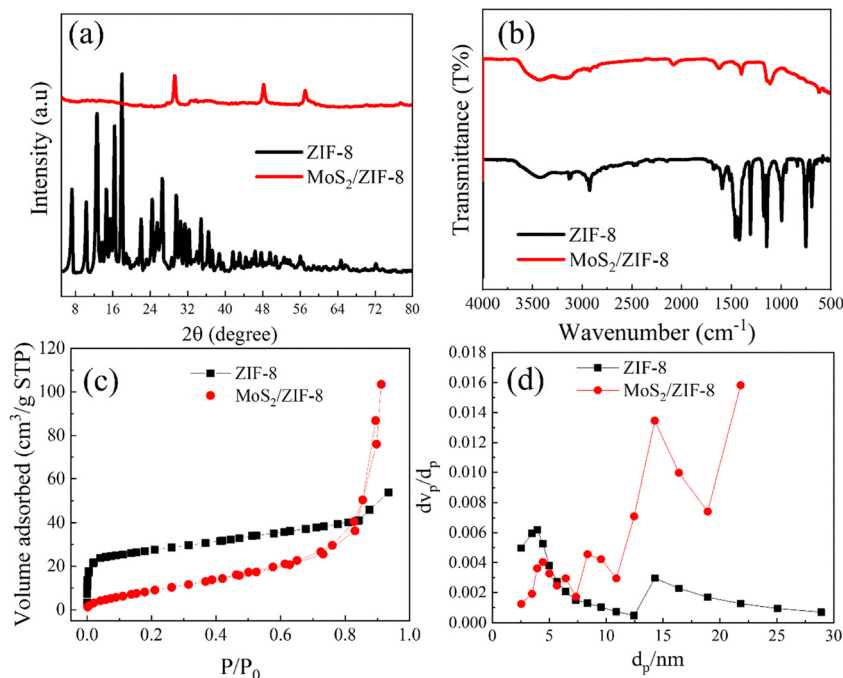 (a)
Intensity (a.u)
ZIF-8
MoS2/ZIF-8
8 16 24 32 40 48 56 64 72 80
2θ (degree)
(b)
Transmittance (T%)
ZIF-8
MoS2/ZIF-8
4000 3500 3000 2500 2000 1500 1000 500
Wavenumber (cm-1)
(c)
Volume adsorbed (cm3/g STP)
120
100
80
60
40
20
0
ZIF-8
MoS2/ZIF-8
0.0 0.2 0.4 0.6 0.8 1.0
P/P0
(d)
dvp/dp
0.018
0.016
0.014
0.012
0.010
0.008
0.006
0.004
0.002
0.000
ZIF-8
MoS2/ZIF-8
0 5 10 15 20 25 30
dp/nm